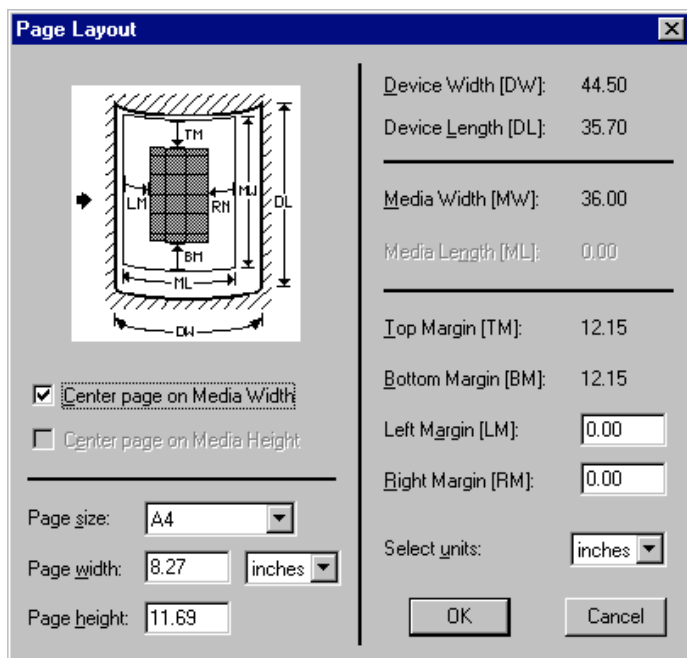 Page Layout
TM
LM
RM
MW
DL
BM
ML
DW
Center page on Media Width
Center page on Media Height
Page size: A4
Page width: 8.27 inches
Page height: 11.69
Device Width [DW]: 44.50
Device Length [DL]: 35.70
Media Width [MW]: 36.00
Media Length [ML]: 0.00
Top Margin [TM]: 12.15
Bottom Margin [BM]: 12.15
Left Margin [LM]: 0.00
Right Margin [RM]: 0.00
Select units: inches
OK Cancel